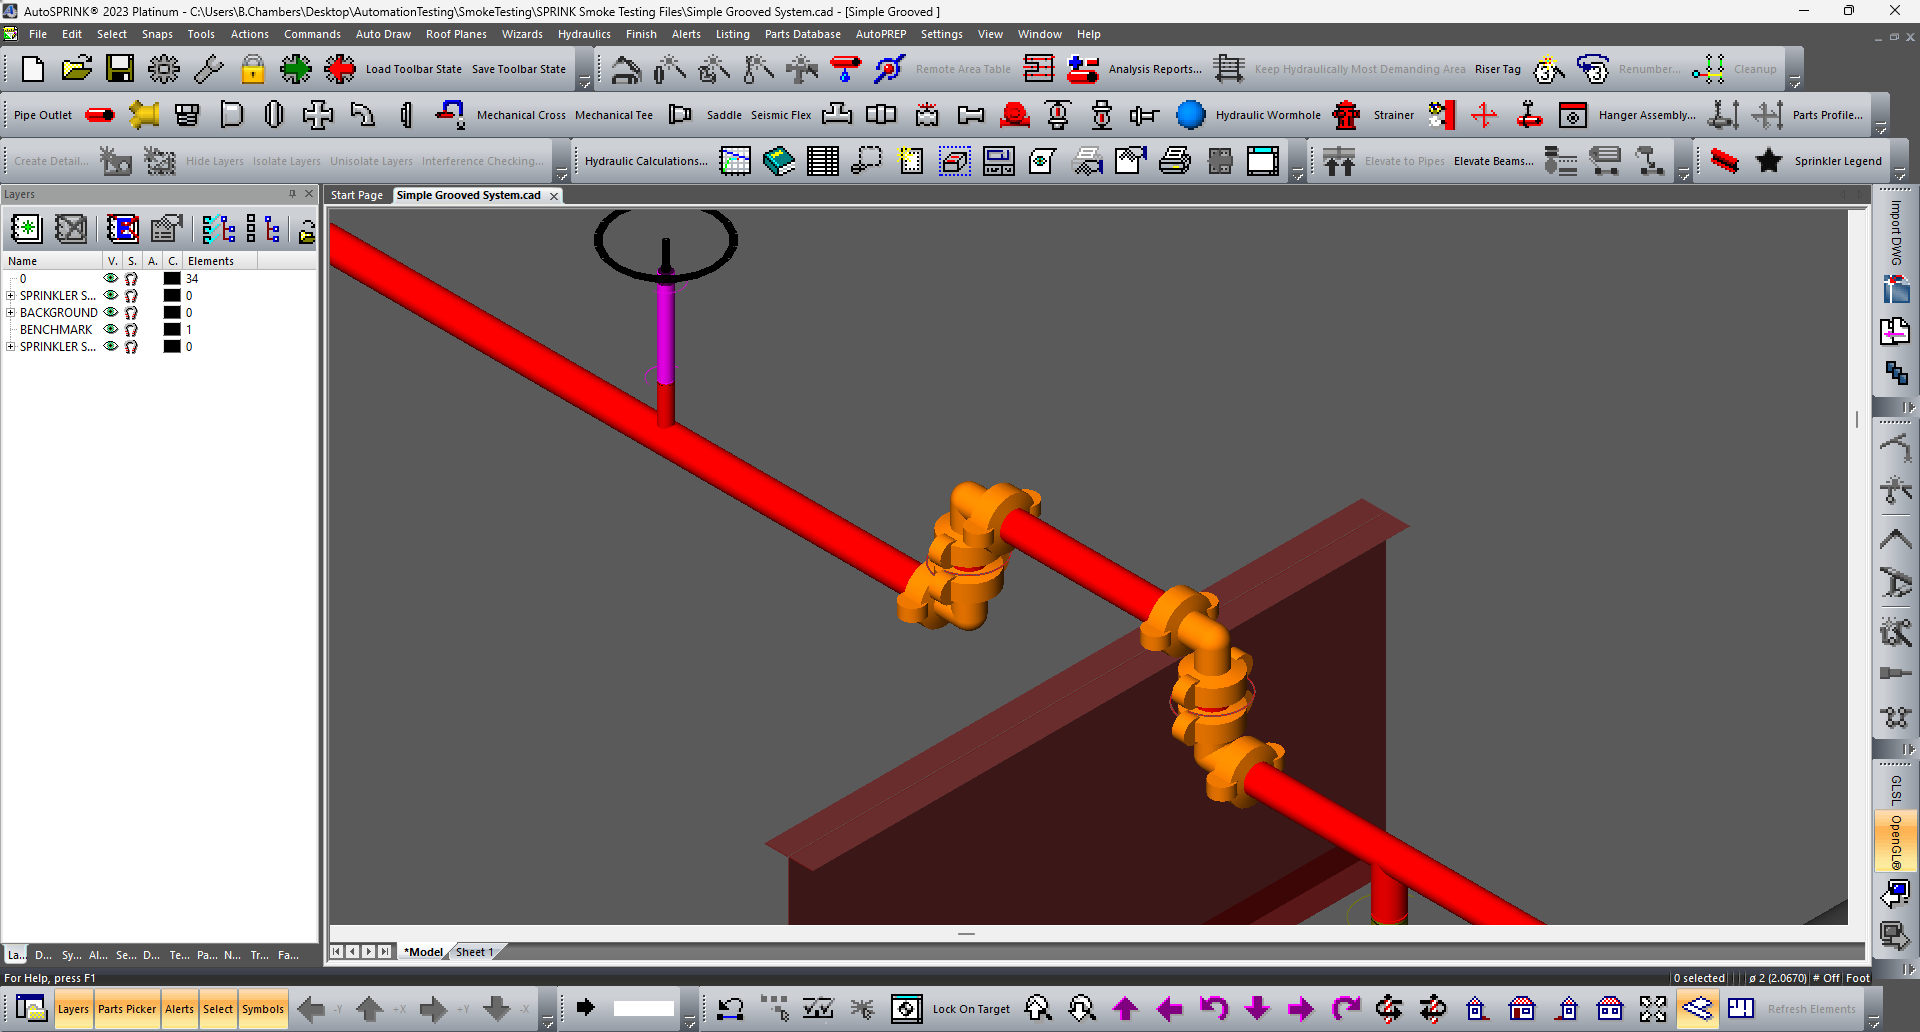 AutoSPRINK® 2023 Platinum - C:\Users\B.Chambers\Desktop\AutomationTesting\SmokeTesting\SPRINK Smoke Testing Files\Simple Grooved System.cad - [Simple Grooved ]
File Edit Select Snaps Tools Actions Commands Auto Draw Roof Planes Wizards Hydraulics Finish Alerts Listing Parts Database AutoPREP Settings View Window Help
Load Toolbar State Save Toolbar State Remote Area Table Analysis Reports... Keep Hydraulically Most Demanding Area Riser Tag Renumber... Cleanup
Pipe Outlet Mechanical Cross Mechanical Tee Saddle Seismic Flex Hydraulic Wormhole Strainer Hanger Assembly... Parts Profile...
Create Detail... Hide Layers Isolate Layers Unisolate Layers Interference Checking... Hydraulic Calculations... Elevate to Pipes Elevate Beams... Sprinkler Legend
Layers
Start Page Simple Grooved System.cad
Name V. S. A. C. Elements
0 34
SPRINKLER S... 0
BACKGROUND 0
BENCHMARK 1
SPRINKLER S... 0
Import DWG
GLSL
OpenGL®
La... D... Sy... Al... Se... D... Te... Pa... N... Tr... Fa...
*Model Sheet 1
For Help, press F1
0 selected ø 2 (2.0670) # Off Foot
Layers Parts Picker Alerts Select Symbols -Y +X +Y -X Lock On Target Refresh Elements